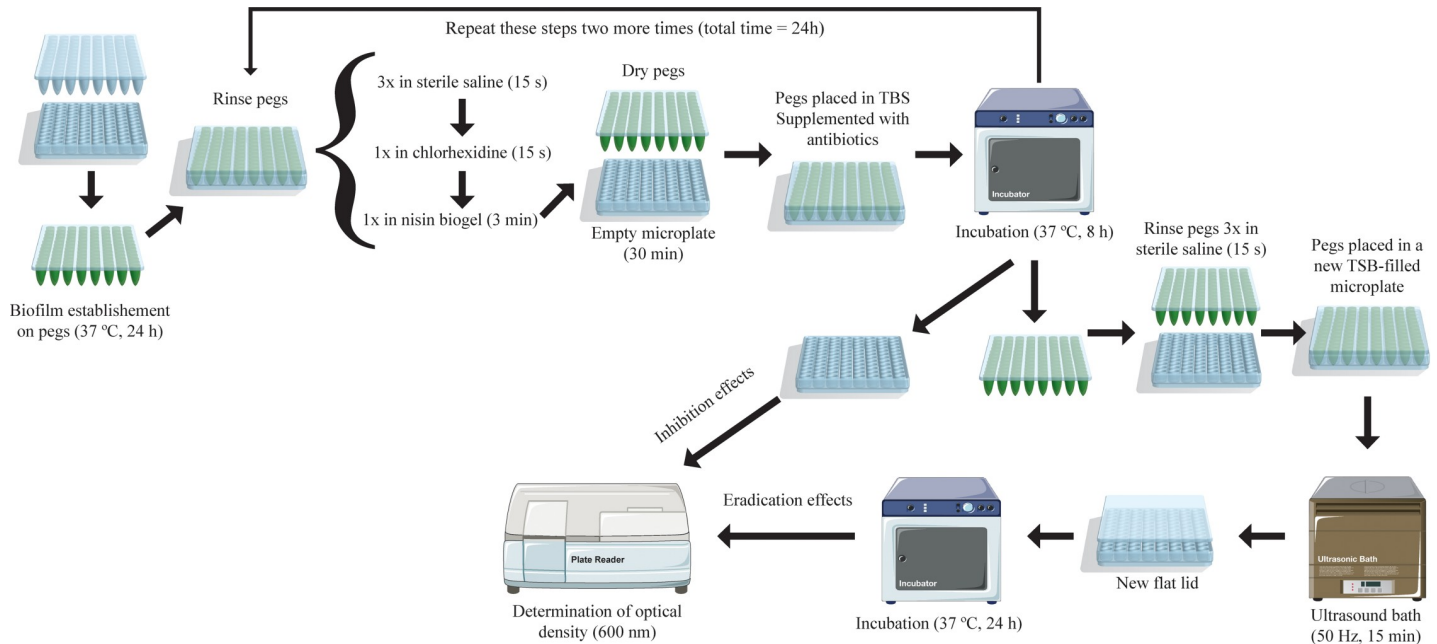 Repeat these steps two more times (total time = 24h)
Rinse pegs
3x in sterile saline (15 s)
1x in chlorhexidine (15 s)
1x in nisin biogel (3 min)
Dry pegs
Empty microplate
(30 min)
Pegs placed in TBS
Supplemented with
antibiotics
Incubator
Incubation (37 ºC, 8 h)
Biofilm establishement
on pegs (37 ºC, 24 h)
Rinse pegs 3x in
sterile saline (15 s)
Pegs placed in a
new TSB-filled
microplate
Inhibition effects
Ultrasonic Bath
Ultrasound bath
(50 Hz, 15 min)
New flat lid
Incubator
Incubation (37 ºC, 24 h)
Eradication effects
Plate Reader
Determination of optical
density (600 nm)